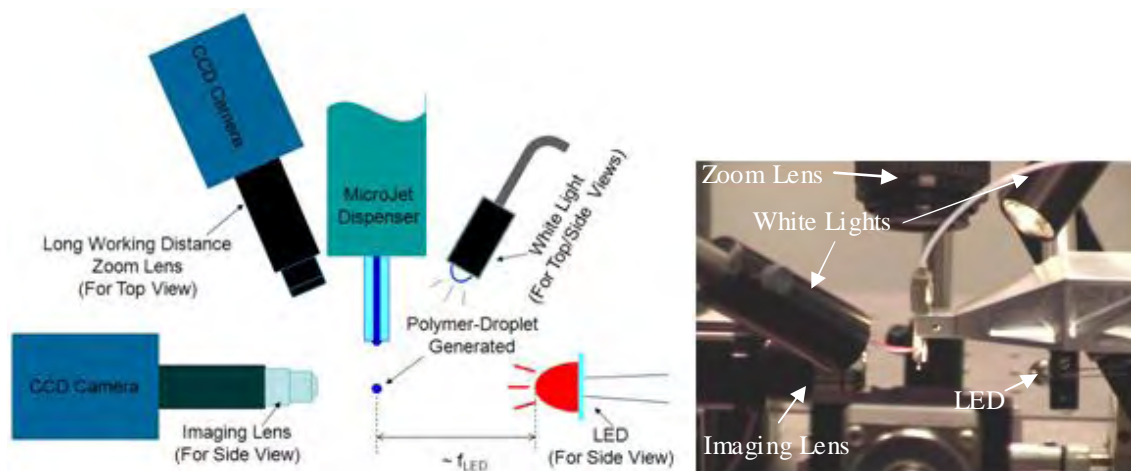 CCD Camera
MicroJet
Dispenser
White Light
(For Top/Side Views)
Long Working Distance
Zoom Lens
(For Top View)
Polymer-Droplet
Generated
CCD Camera
Imaging Lens
(For Side View)
LED
(For Side View)
~ fLED
Zoom Lens
White Lights
LED
Imaging Lens